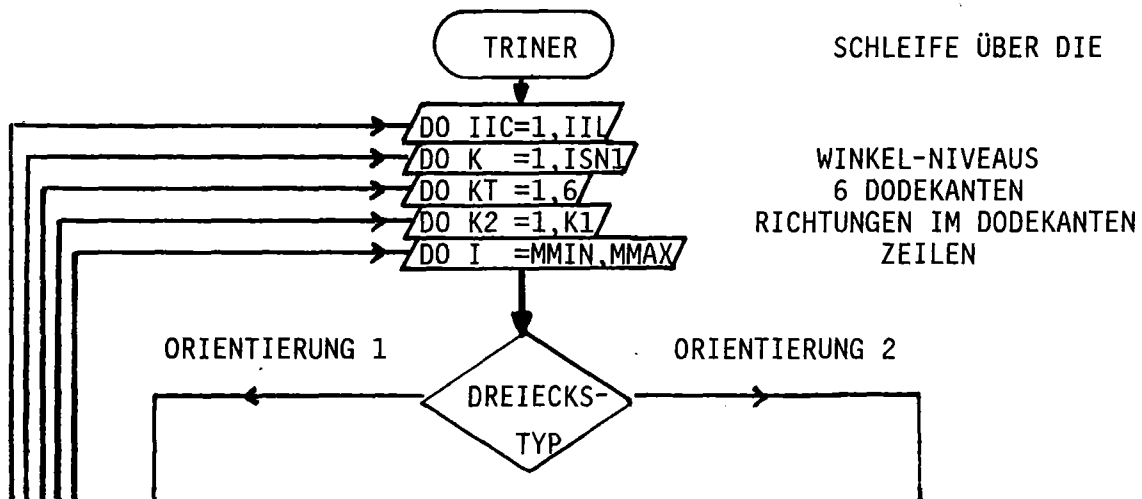 TRINER SCHLEIFE ÜBER DIE
DO IIC=1,IIL
DO K =1,ISN1 WINKEL-NIVEAUS
DO KT =1,6 6 DODEKANTEN
DO K2 =1,K1 RICHTUNGEN IM DODEKANTEN
DO I =MMIN,MMAX ZEILEN
ORIENTIERUNG 1 ORIENTIERUNG 2
DREIECKS-
TYP